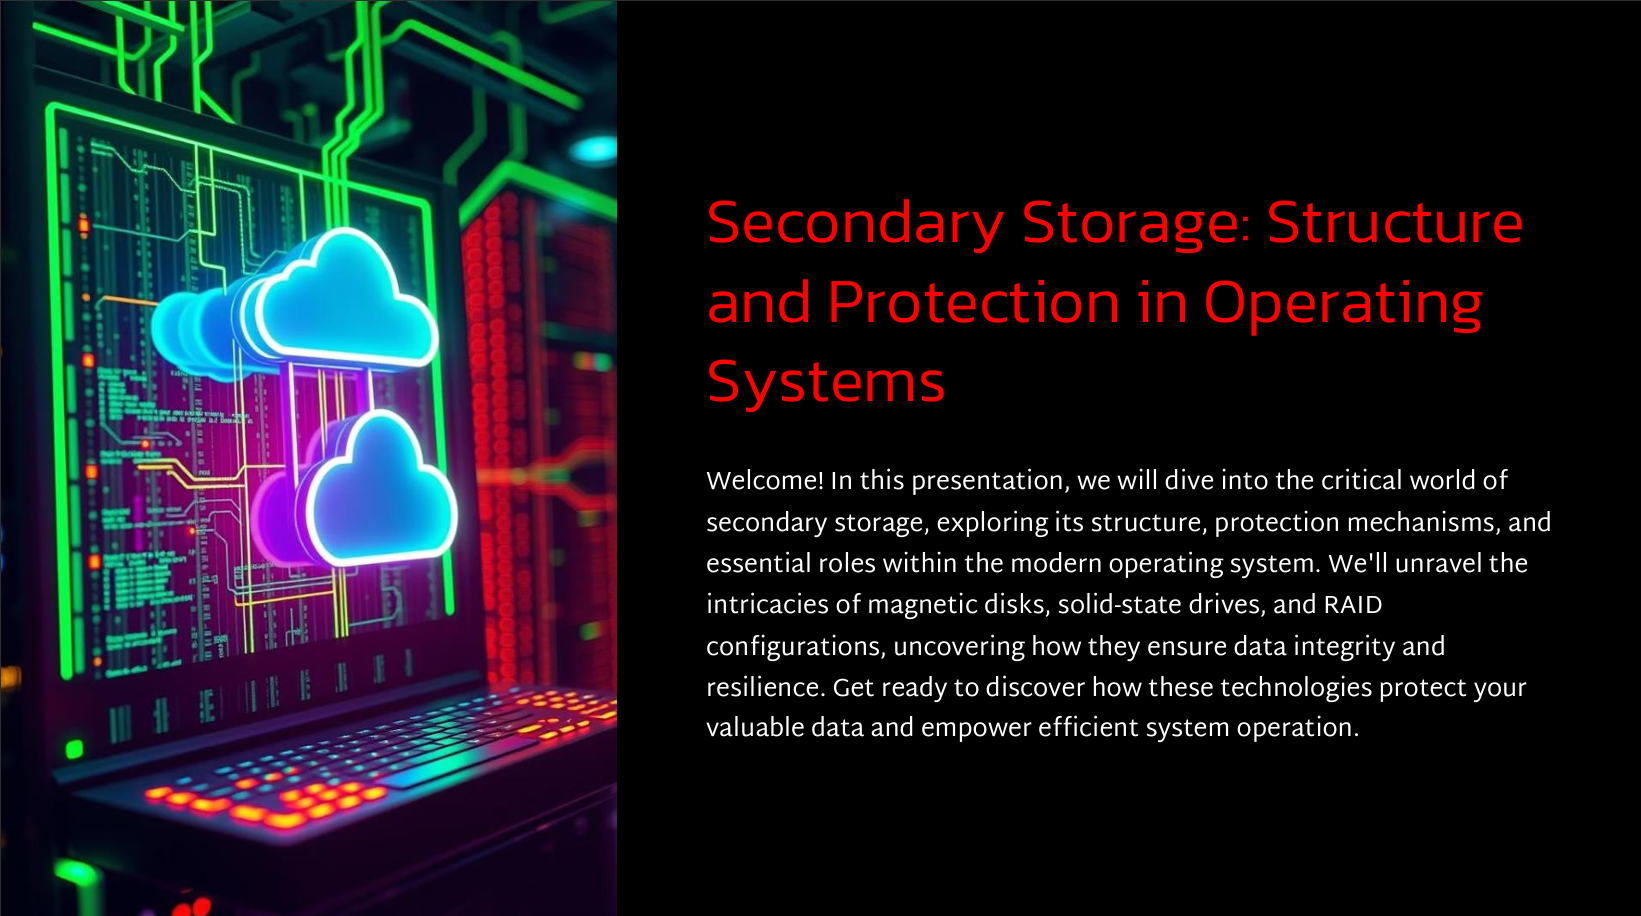 Secondary Storage: Structure
and Protection in Operating
Systems
Welcome! In this presentation, we will dive into the critical world of
secondary storage, exploring its structure, protection mechanisms, and
essential roles within the modern operating system. We'll unravel the
intricacies of magnetic disks, solid-state drives, and RAID
configurations, uncovering how they ensure data integrity and
resilience. Get ready to discover how these technologies protect your
valuable data and empower efficient system operation.